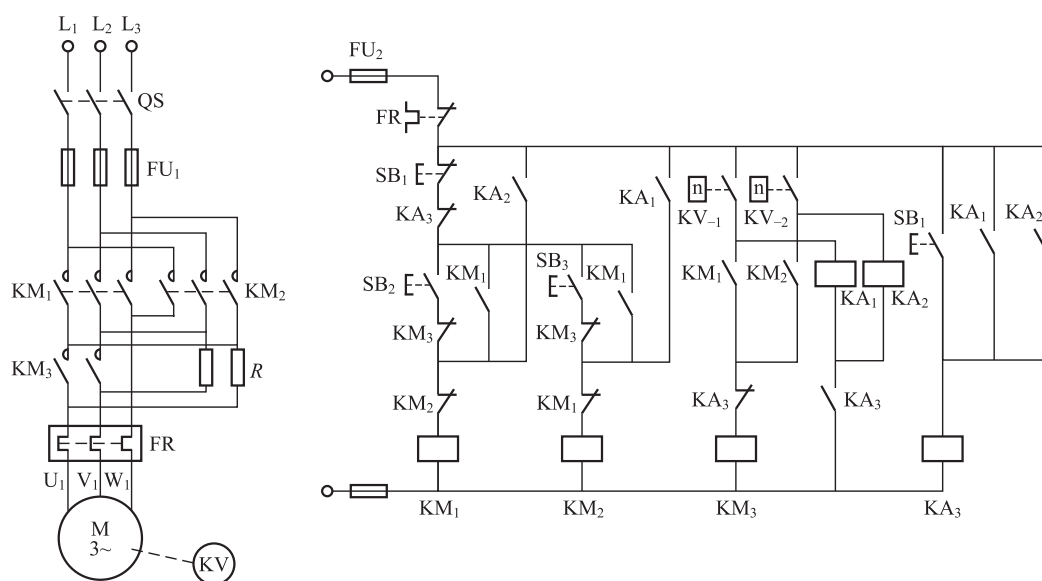 L₁ L₂ L₃
QS
FU₁
KM₁
KM₂
KM₃
R
FR
U₁ V₁ W₁
M
3~
KV
FU₂
FR
SB₁
KA₂
KA₁
n
KV₋₁
n
KV₋₂
SB₁
KA₁
KA₂
KA₃
SB₂
KM₁
SB₃
KM₁
KM₁
KM₂
KA₁
KA₂
KM₃
KM₃
KM₂
KM₁
KA₃
KA₃
KM₁
KM₂
KM₃
KA₃